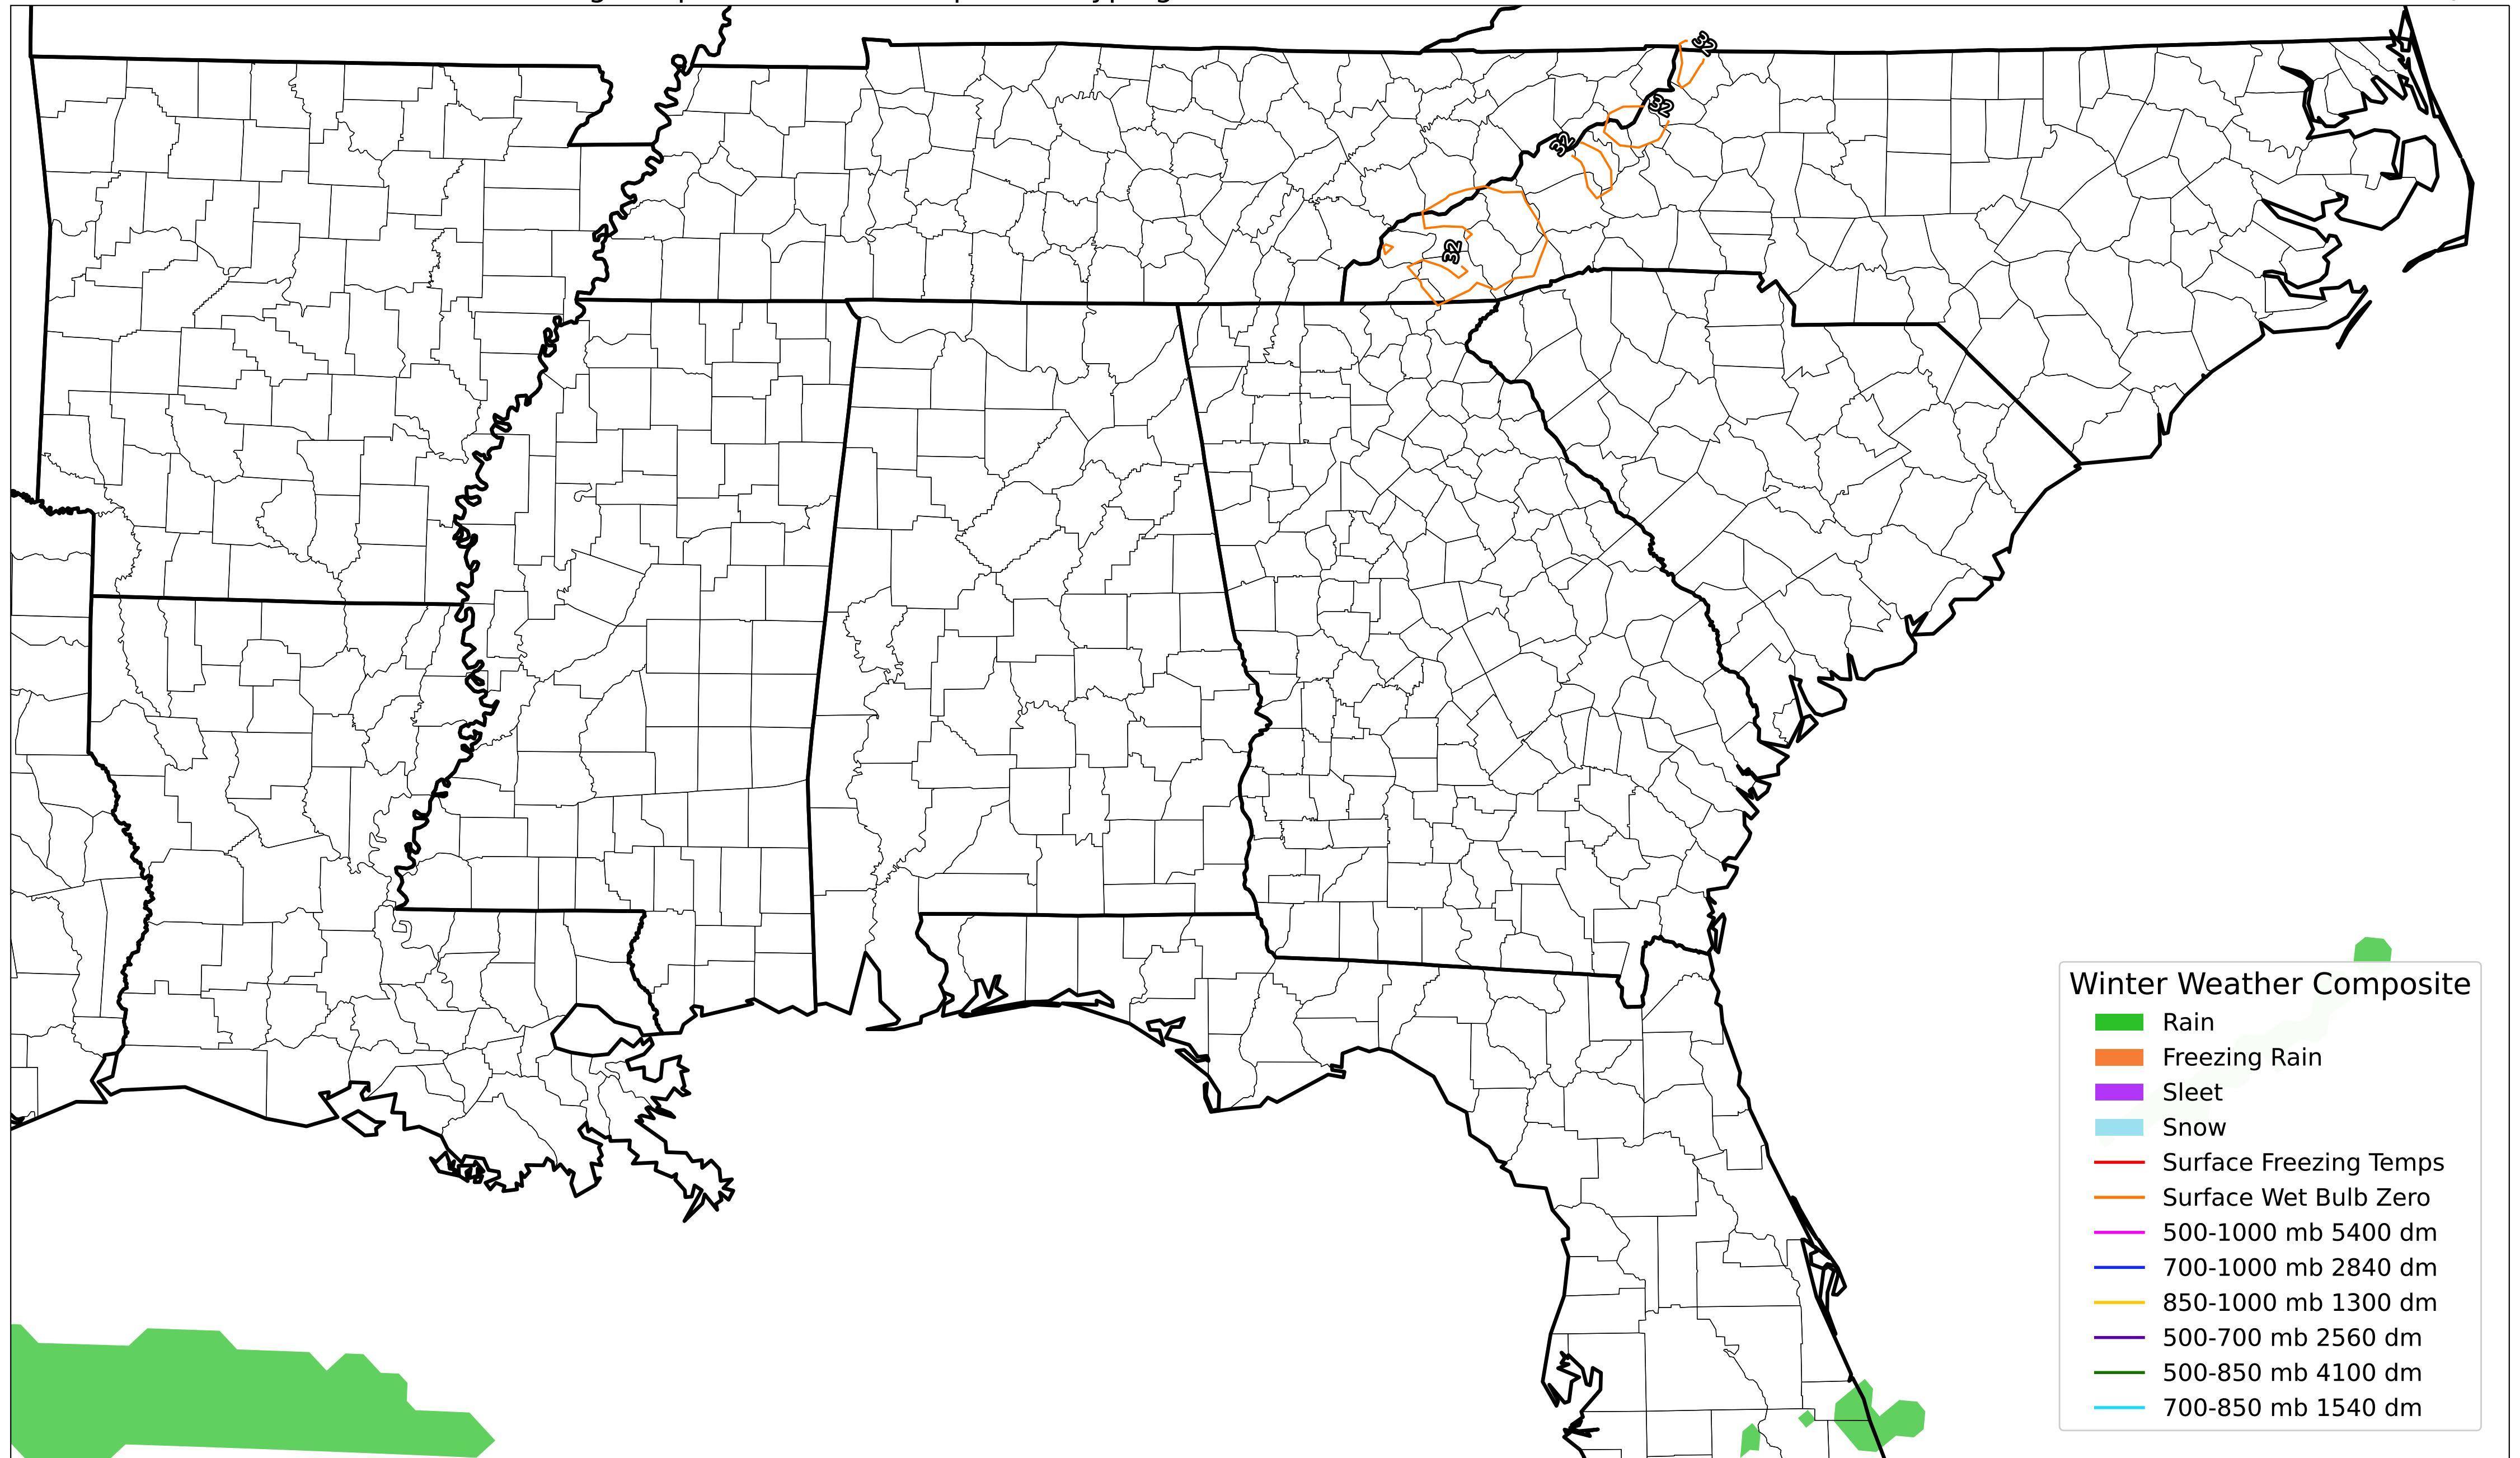 32
32
32
32
Winter Weather Composite
Rain
Freezing Rain
Sleet
Snow
Surface Freezing Temps
Surface Wet Bulb Zero
500-1000 mb 5400 dm
700-1000 mb 2840 dm
850-1000 mb 1300 dm
500-700 mb 2560 dm
500-850 mb 4100 dm
700-850 mb 1540 dm